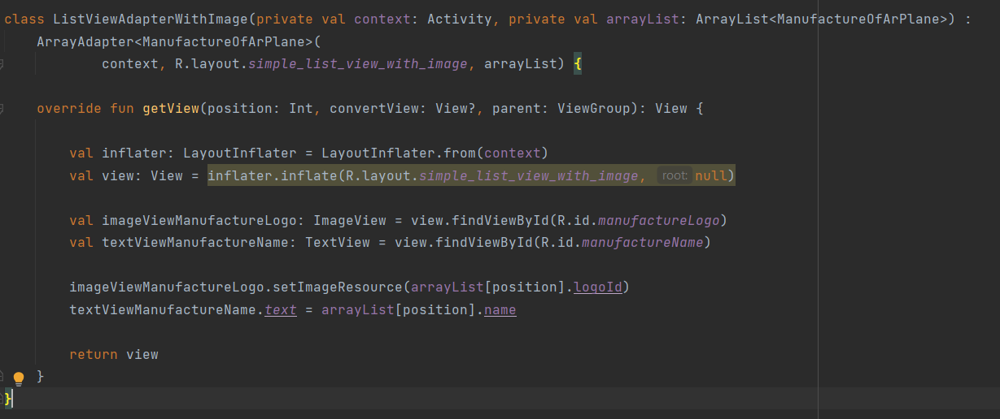 class ListViewAdapterWithImage(private val context: Activity, private val arrayList: ArrayList<ManufactureOfArPlane>) :
    ArrayAdapter<ManufactureOfArPlane>(
            context, R.layout.simple_list_view_with_image, arrayList) {
    override fun getView(position: Int, convertView: View?, parent: ViewGroup): View {
        val inflater: LayoutInflater = LayoutInflater.from(context)
        val view: View = inflater.inflate(R.layout.simple_list_view_with_image, root: null)
        val imageViewManufactureLogo: ImageView = view.findViewById(R.id.manufactureLogo)
        val textViewManufactureName: TextView = view.findViewById(R.id.manufactureName)
        imageViewManufactureLogo.setImageResource(arrayList[position].logoId)
        textViewManufactureName.text = arrayList[position].name
        return view
    }
}